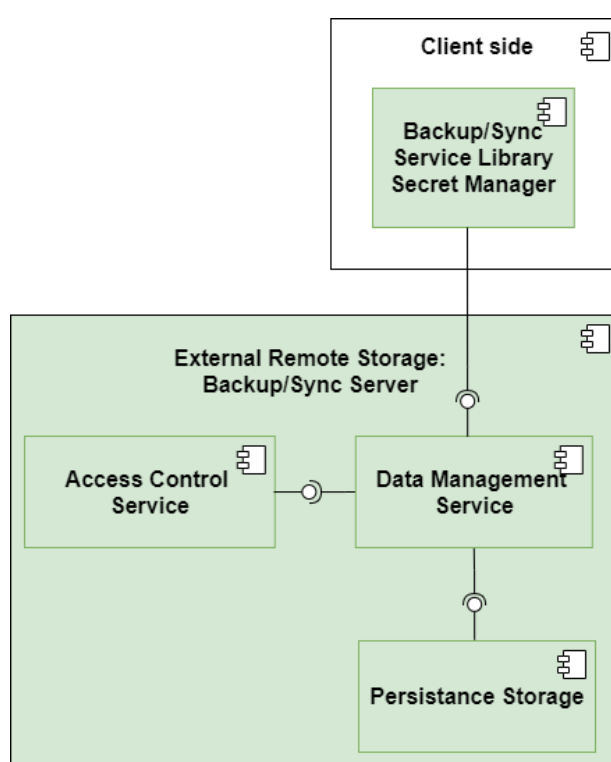 Client side
Backup/Sync
Service Library
Secret Manager
External Remote Storage:
Backup/Sync Server
Access Control
Service
Data Management
Service
Persistance Storage